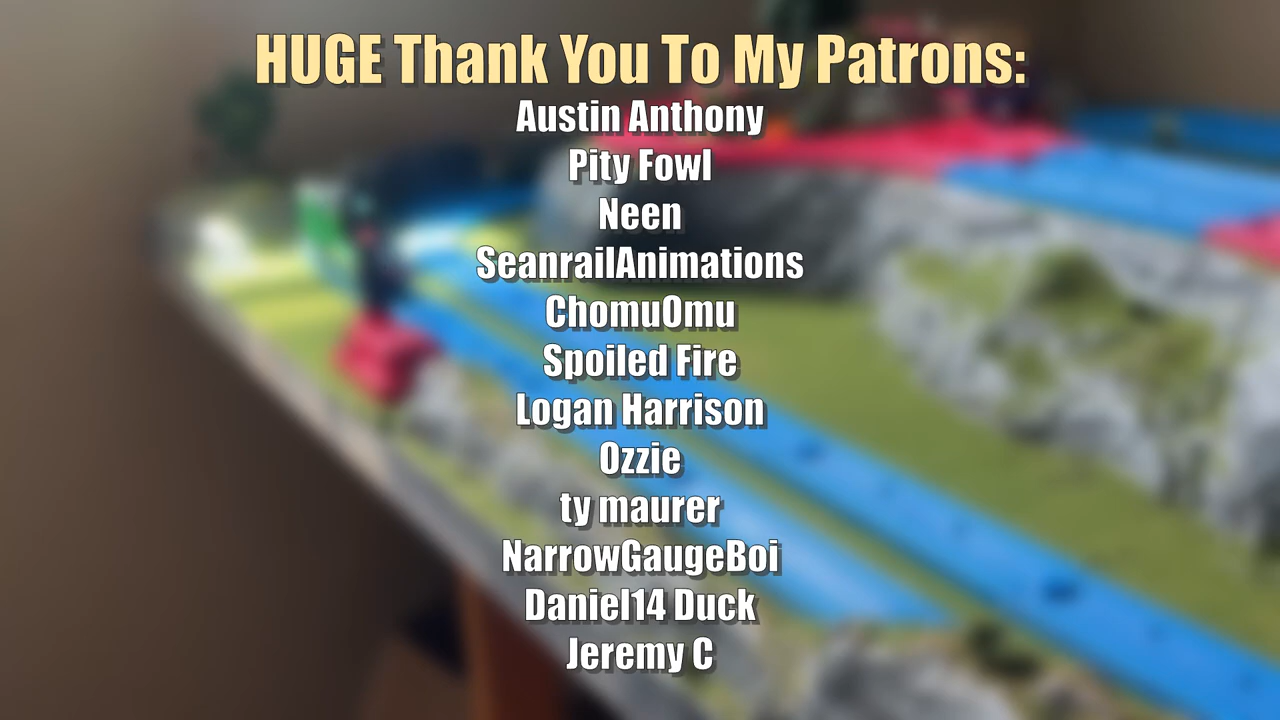 HUGE Thank You To My Patrons:
Austin Anthony
Pity Fowl
Neen
SeanrailAnimations
ChomuOmu
Spoiled Fire
Logan Harrison
Ozzie
ty maurer
NarrowGaugeBoi
Daniel14 Duck
Jeremy C